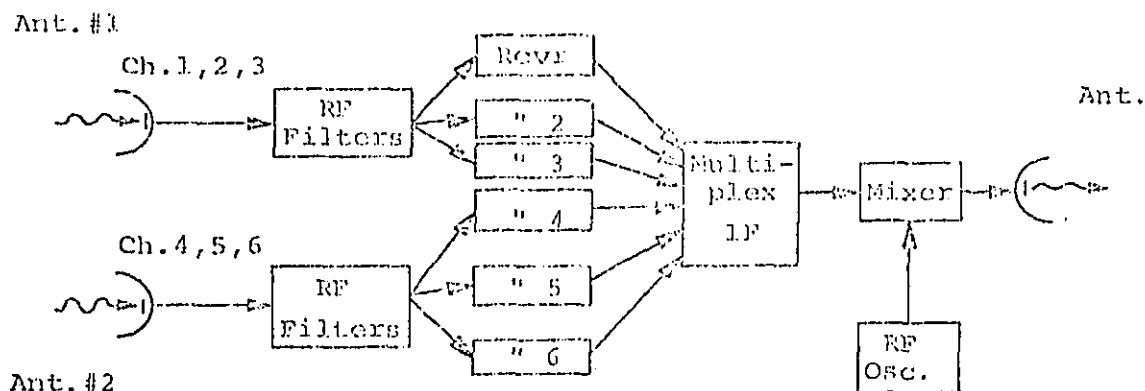 Ant.#1
Ch.1,2,3
RF
Filters
Rcvr
" 2
" 3
" 4
Multi-
plex
IF
Mixer
Ant.
Ch.4,5,6
RF
Filters
" 5
" 6
RF
Osc.
Ant.#2